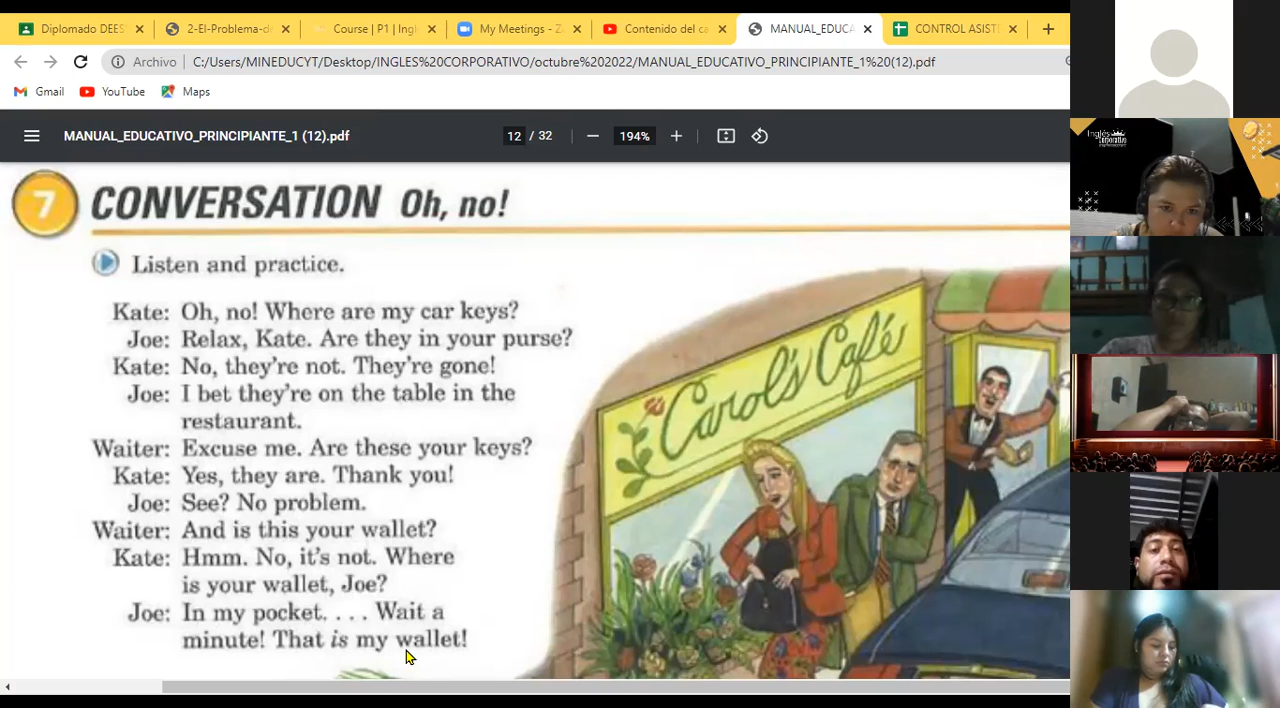 Diplomado DEES
2-El-Problema-de
Course | P1 | Ingl
My Meetings - Z
Contenido del ca
MANUAL_EDUCA
CONTROL ASIST
Archivo
C:/Users/MINEDUCYT/Desktop/INGLES%20CORPORATIVO/octubre%202022/MANUAL_EDUCATIVO_PRINCIPIANTE_1%20(12).pdf
Gmail
YouTube
Maps
MANUAL_EDUCATIVO_PRINCIPIANTE_1 (12).pdf
12 / 32
194%
7 CONVERSATION Oh, no!
Listen and practice.
Kate: Oh, no! Where are my car keys?
Joe: Relax, Kate. Are they in your purse?
Kate: No, they're not. They're gone!
Joe: I bet they're on the table in the
restaurant.
Waiter: Excuse me. Are these your keys?
Kate: Yes, they are. Thank you!
Joe: See? No problem.
Waiter: And is this your wallet?
Kate: Hmm. No, it's not. Where
is your wallet, Joe?
Joe: In my pocket. . . . Wait a
minute! That is my wallet!
Carol's Café
Inglés
Corporativo